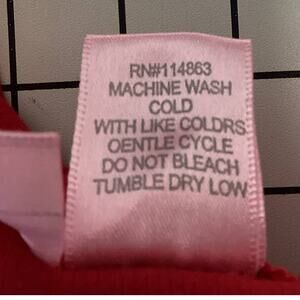 RN#114863
MACHINE WASH
COLD
WITH LIKE COLDRS
OENTLE CYCLE
DO NOT BLEACH
TUMBLE DRY LOW